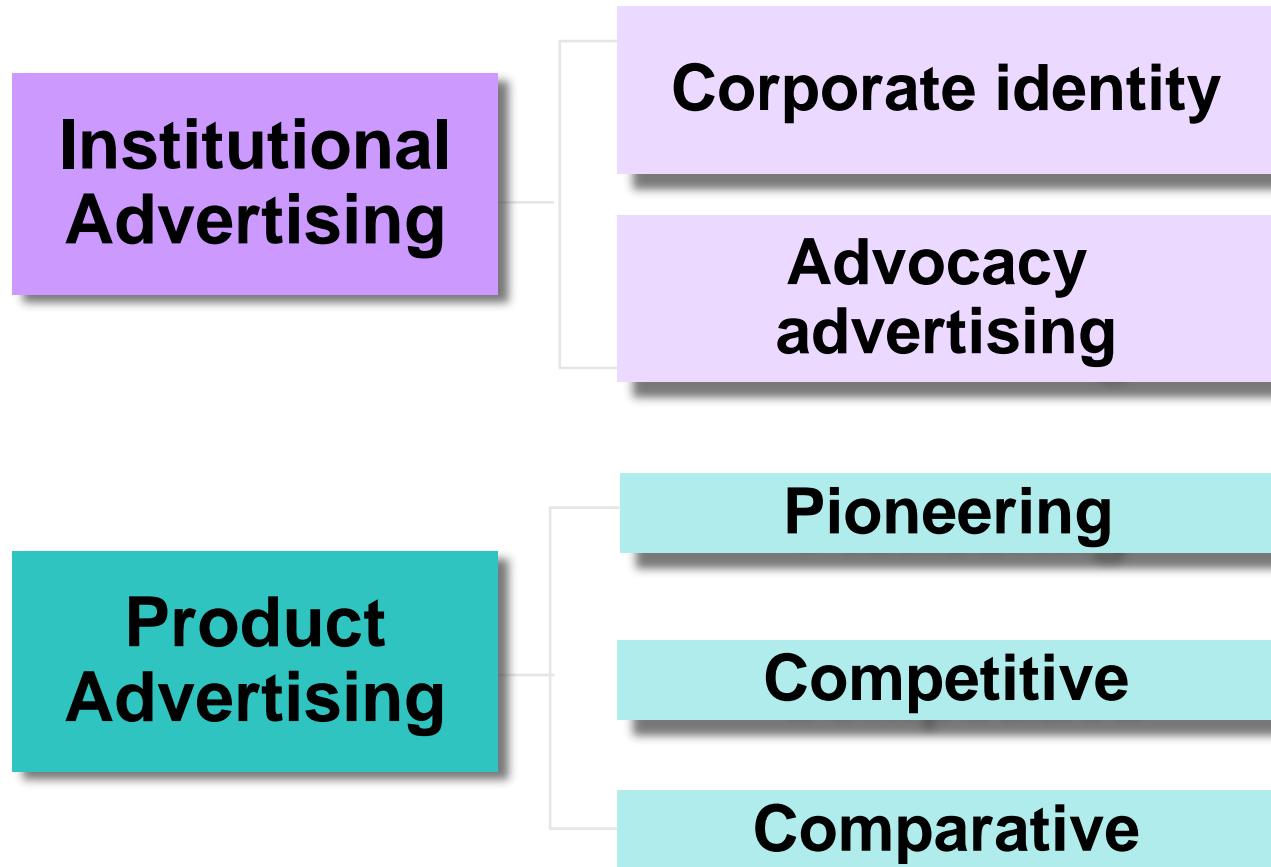 Institutional
Advertising
Corporate identity
Advocacy
advertising
Product
Advertising
Pioneering
Competitive
Comparative